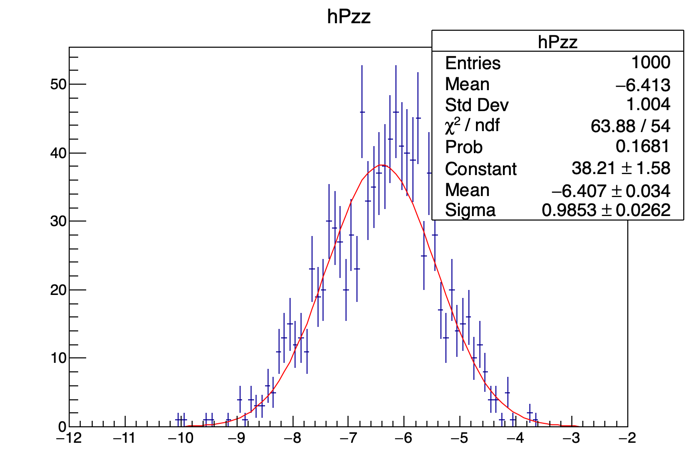 hPzz
hPzz
Entries 1000
Mean −6.413
Std Dev 1.004
χ² / ndf 63.88 / 54
Prob 0.1681
Constant 38.21 ± 1.58
Mean −6.407 ± 0.034
Sigma 0.9853 ± 0.0262
50
40
30
20
10
0
−12 −11 −10 −9 −8 −7 −6 −5 −4 −3 −2